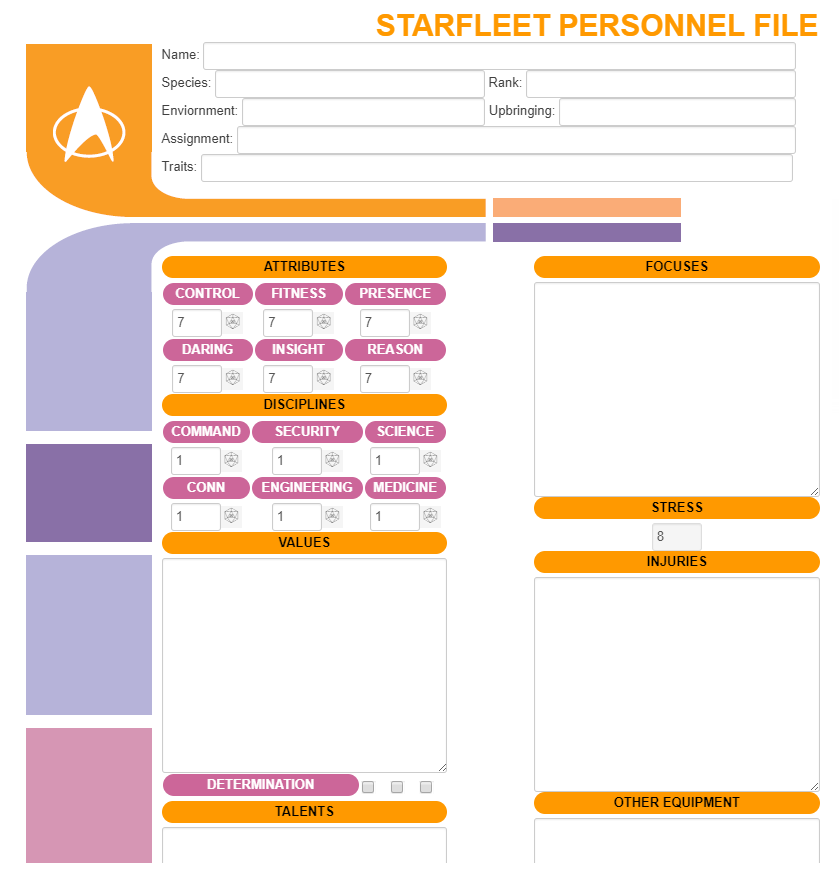 STARFLEET PERSONNEL FILE
Name:
Species: Rank:
Enviornment: Upbringing:
Assignment:
Traits:
ATTRIBUTES
CONTROL FITNESS PRESENCE
7 7 7
DARING INSIGHT REASON
7 7 7
DISCIPLINES
COMMAND SECURITY SCIENCE
1 1 1
CONN ENGINEERING MEDICINE
1 1 1
VALUES
DETERMINATION
TALENTS
FOCUSES
STRESS
8
INJURIES
OTHER EQUIPMENT